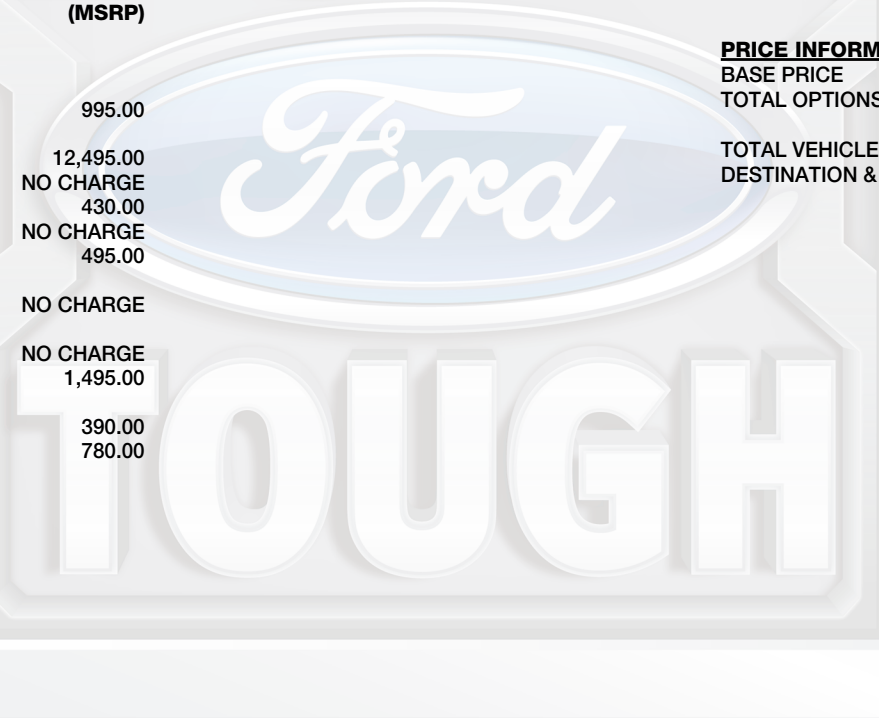 (MSRP)
995.00
12,495.00
NO CHARGE
430.00
NO CHARGE
495.00
NO CHARGE
NO CHARGE
1,495.00
390.00
780.00
PRICE INFORM
BASE PRICE
TOTAL OPTIONS
TOTAL VEHICLE
DESTINATION &
Ford
TOUGH